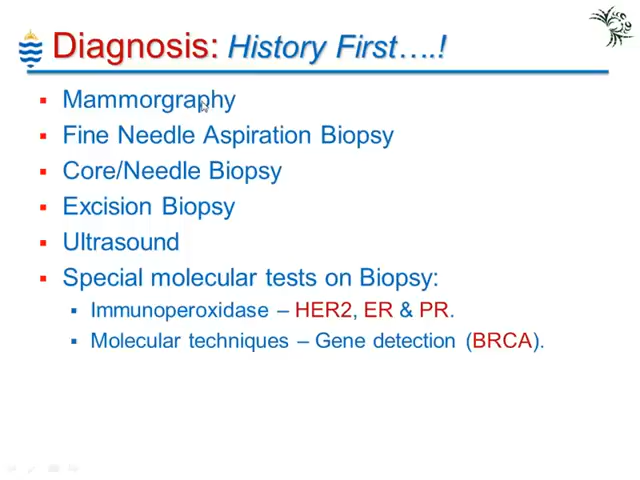 Diagnosis: History First….!
Mammorgraphy
Fine Needle Aspiration Biopsy
Core/Needle Biopsy
Excision Biopsy
Ultrasound
Special molecular tests on Biopsy:
Immunoperoxidase – HER2, ER & PR.
Molecular techniques – Gene detection (BRCA).